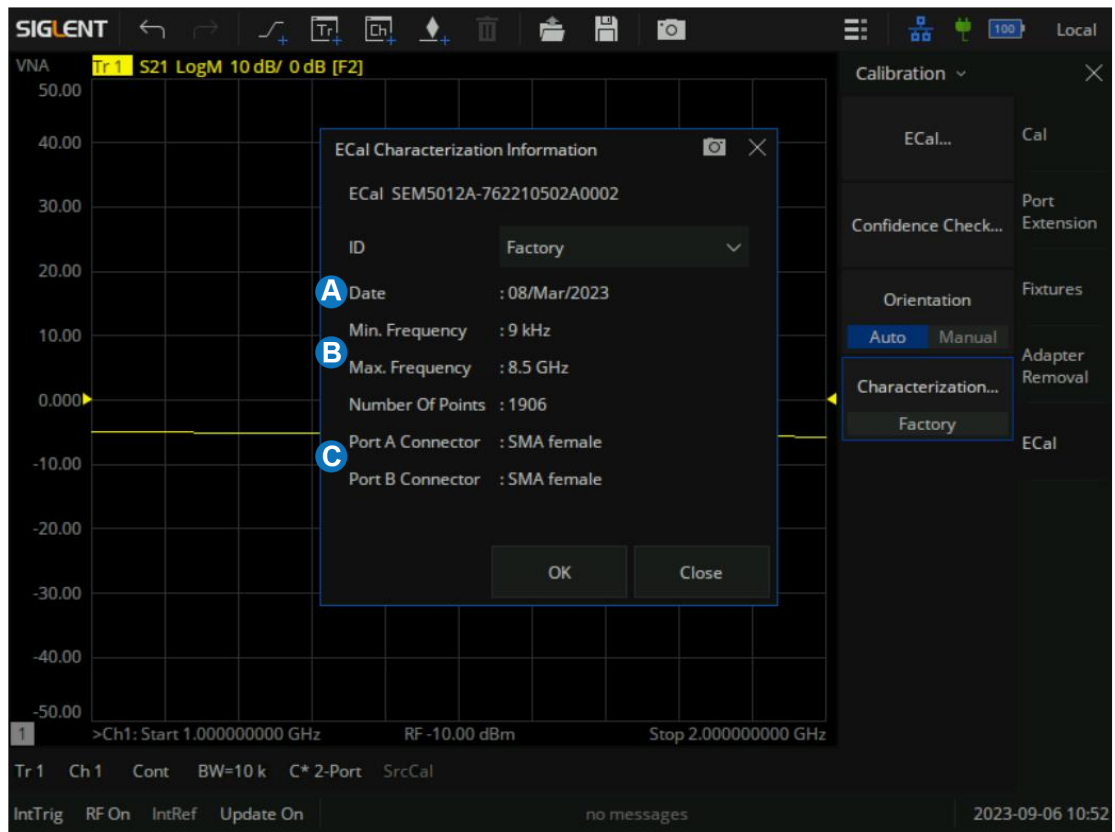 SIGLENT
Tr
Ch
100
Local
VNA
Tr 1 S21 LogM 10 dB/ 0 dB [F2]
Calibration
50.00
40.00
30.00
20.00
10.00
0.000
-10.00
-20.00
-30.00
-40.00
-50.00
ECal Characterization Information
ECal SEM5012A-762210502A0002
ID Factory
A Date : 08/Mar/2023
Min. Frequency : 9 kHz
B
Max. Frequency : 8.5 GHz
Number Of Points : 1906
Port A Connector : SMA female
C
Port B Connector : SMA female
OK Close
ECal...
Confidence Check...
Orientation
Auto Manual
Characterization...
Factory
Cal
Port
Extension
Fixtures
Adapter
Removal
ECal
1 >Ch1: Start 1.000000000 GHz RF -10.00 dBm Stop 2.000000000 GHz
Tr 1 Ch 1 Cont BW=10 k C* 2-Port SrcCal
IntTrig RF On IntRef Update On no messages 2023-09-06 10:52